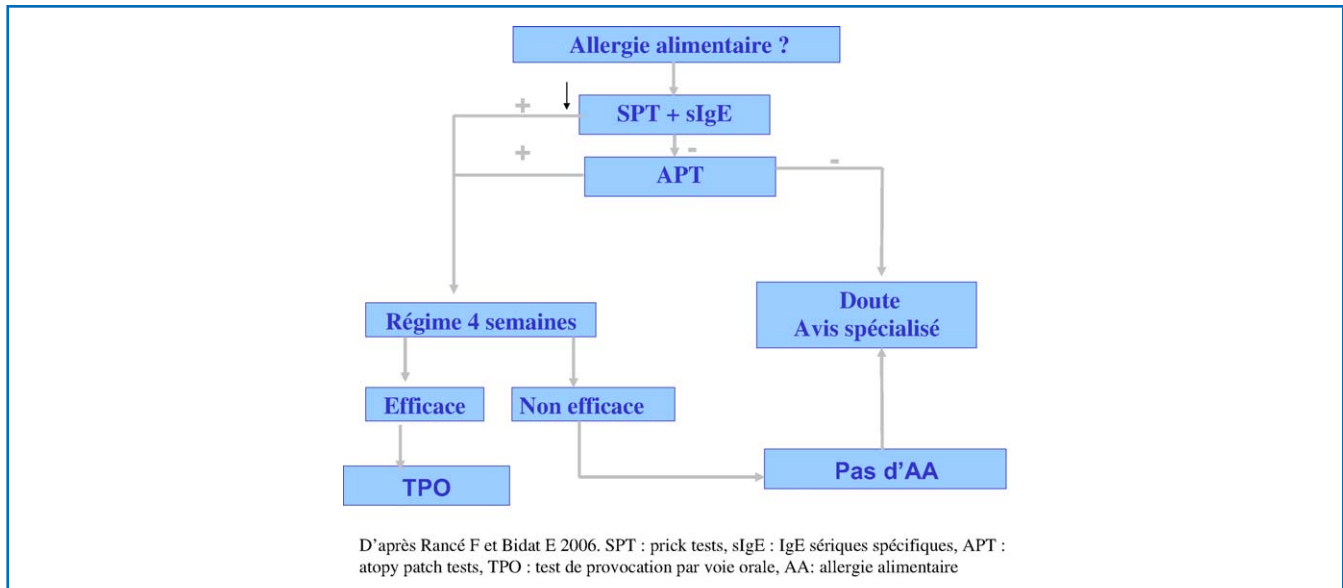 Allergie alimentaire ?
+
SPT + sIgE
+
-
-
APT
Doute
Avis spécialisé
Régime 4 semaines
Efficace
Non efficace
Pas d'AA
TPO
D'après Rancé F et Bidat E 2006. SPT : prick tests, sIgE : IgE sériques spécifiques, APT :
atopy patch tests, TPO : test de provocation par voie orale, AA: allergie alimentaire